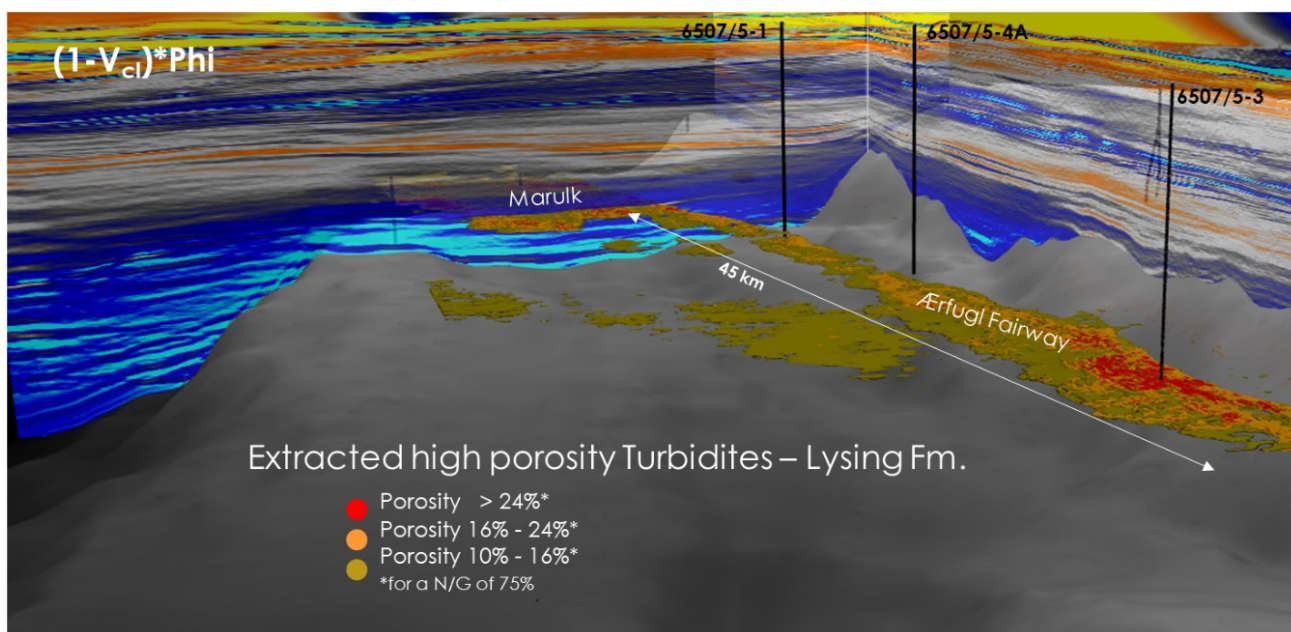 (1-Vcl)*Phi
6507/5-1
6507/5-4A
6507/5-3
Marulk
45 km
Ærfugl Fairway
Extracted high porosity Turbidites – Lysing Fm.
Porosity > 24%*
Porosity 16% - 24%*
Porosity 10% - 16%*
*for a N/G of 75%